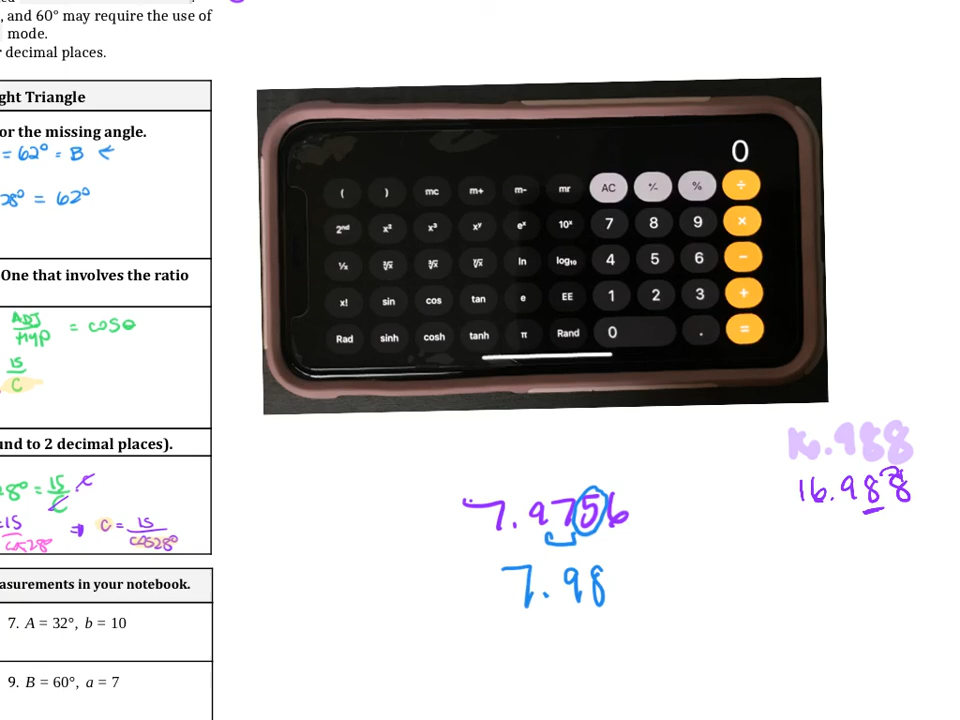 , and 60° may require the use of
mode.
decimal places.
ght Triangle
or the missing angle.
= 62° = B ←
28° = 62°
One that involves the ratio
ADJ/HYP = cosθ
15/C
und to 2 decimal places).
8° = 15/C · C
=15/cos28° ⇒ C = 15/cos28°
asurements in your notebook.
7. A = 32°, b = 10
9. B = 60°, a = 7
0
( ) mc m+ m- mr AC +/- % ÷
2nd x² x³ xʸ eˣ 10ˣ 7 8 9 ×
1/x ²√x ³√x ʸ√x ln log₁₀ 4 5 6 −
x! sin cos tan e EE 1 2 3 +
Rad sinh cosh tanh π Rand 0 . =
16.988
16.988
7.9756
7.98